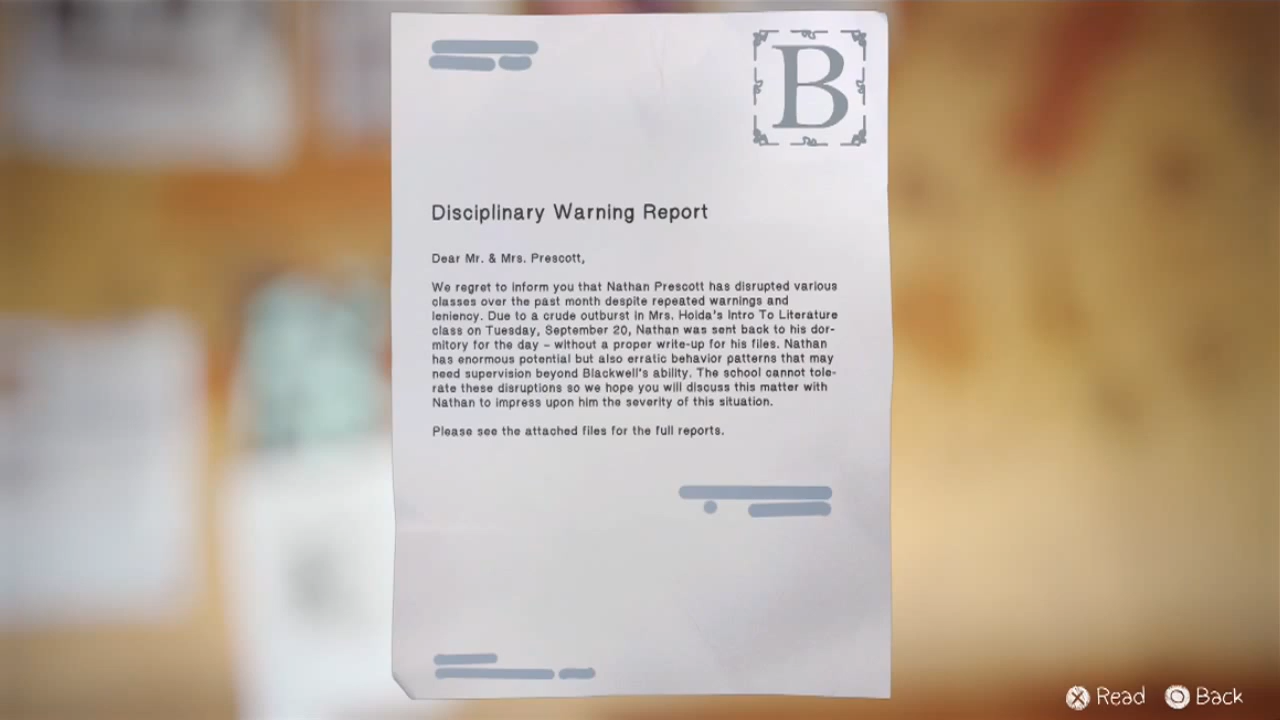 B
Disciplinary Warning Report
Dear Mr. & Mrs. Prescott,
We regret to inform you that Nathan Prescott has disrupted various
classes over the past month despite repeated warnings and
leniency. Due to a crude outburst in Mrs. Hoida's Intro To Literature
class on Tuesday, September 20, Nathan was sent back to his dor-
mitory for the day – without a proper write-up for his files. Nathan
has enormous potential but also erratic behavior patterns that may
need supervision beyond Blackwell's ability. The school cannot tole-
rate these disruptions so we hope you will discuss this matter with
Nathan to impress upon him the severity of this situation.
Please see the attached files for the full reports.
Read Back